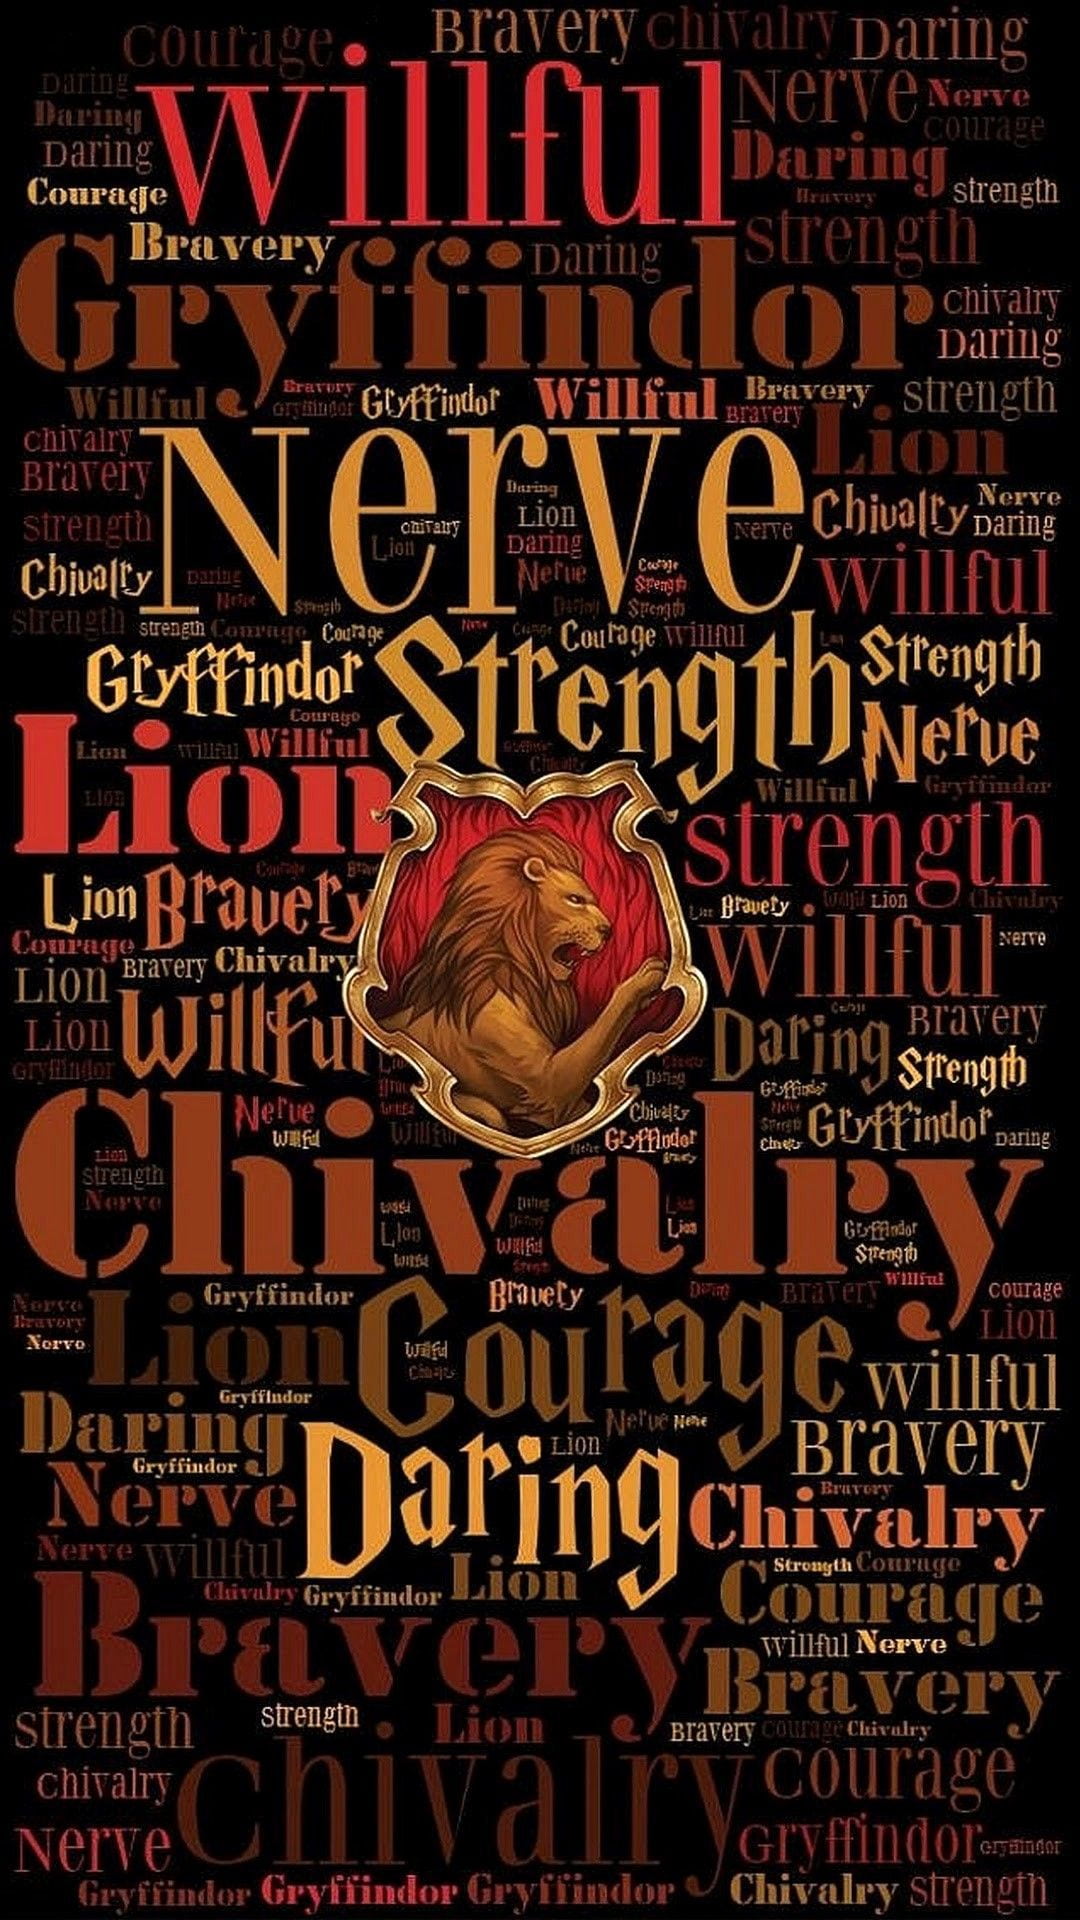 Courage Bravery Chivalry Daring
Daring Willful Nerve Nerve
Daring Courage
Daring Daring
Courage Bravery strength
Bravery Daring strength
Gryffindor Chivalry
Daring
Willful Bravery Gryffindor Gryffindor Willful Bravery Bravery strength
Chivalry Nerve Lion
Bravery Daring Chivalry Nerve
strength Chivalry Lion Lion Daring Nerve Daring
Chivalry Daring Nerve Nerve Courage Strength Willful
strength strength Courage Strength Courage Nerve Daring Strength Courage Courage Willful
Gryffindor Strength Strength
Courage Nerve
Lion Lion Willful Willful
Lion Willful Gryffindor
strength
Lion Bravery Courage Bravery Lion Chivalry
Courage Willful Nerve
Lion Bravery Chivalry
Lion Willful Daring Bravery
Gryffindor Strength
Chivalry Nerve Willful Willful Chivalry Gryffindor Gryffindor Gryffindor Daring
Lion strength Nerve
Lion Willful Lion Lion Gryffindor Strength
Nerve Gryffindor Bravery Daring Bravery Willful courage
Bravery Lion Courage Lion
Nerve Willful Willful
Daring Gryffindor Nerve Nerve Bravery
Gryffindor Daring Lion
Nerve Bravery Chivalry
Nerve Willful Strength Courage
Chivalry Gryffindor Lion Courage
Bravery Willful Nerve
Bravery
strength strength Lion Bravery courage Chivalry
chivalry Chivalry Courage
Nerve Gryffindor Gryffindor
Gryffindor Gryffindor Gryffindor Chivalry strength